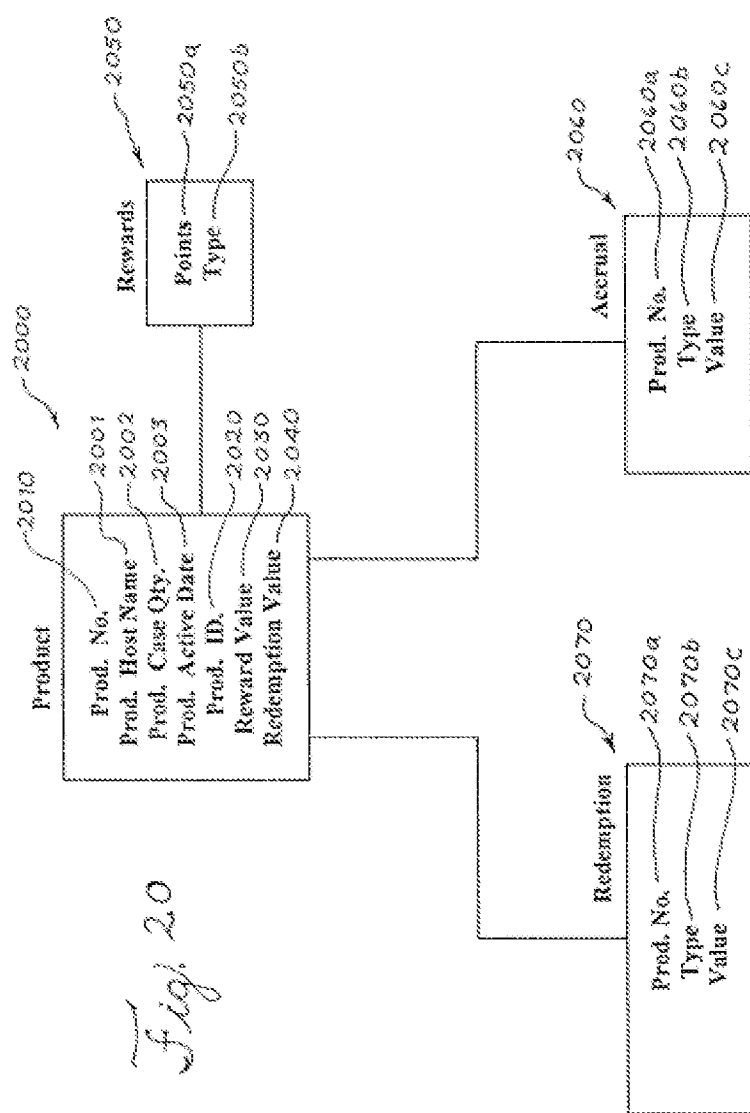 Fig. 20
Product
2010
2000
Prod. No.
Prod. Host Name 2001
Prod. Case Qty. 2002
Prod. Active Date 2003
Prod. ID. 2020
Reward Value 2030
Redemption Value 2040
Rewards
2050
Points 2050a
Type 2050b
Redemption
2070
Prod. No. 2070a
Type 2070b
Value 2070c
Accrual
2060
Prod. No. 2060a
Type 2060b
Value 2060c